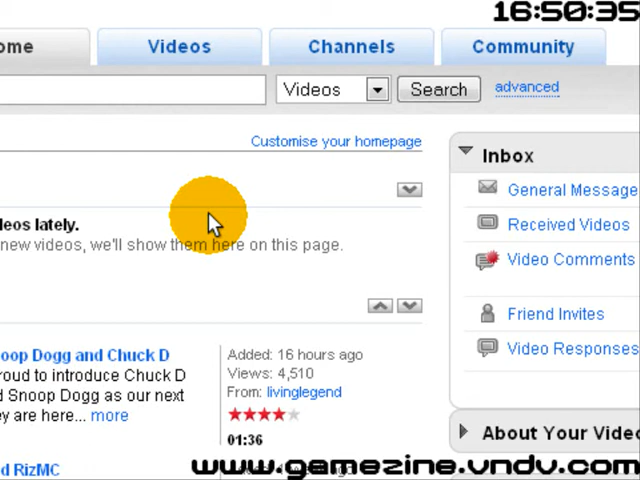 16:50:35
ome
Videos
Channels
Community
Videos
Search
advanced
Customise your homepage
Inbox
General Message
deos lately.
Received Videos
new videos, we'll show them here on this page.
Video Comments
Friend Invites
Video Responses
noop Dogg and Chuck D
Added: 16 hours ago
roud to introduce Chuck D
Views: 4,510
d Snoop Dogg as our next
From: livinglegend
ey are here... more
01:36
About Your Video
d RizMC
www.gamezine.vndv.com